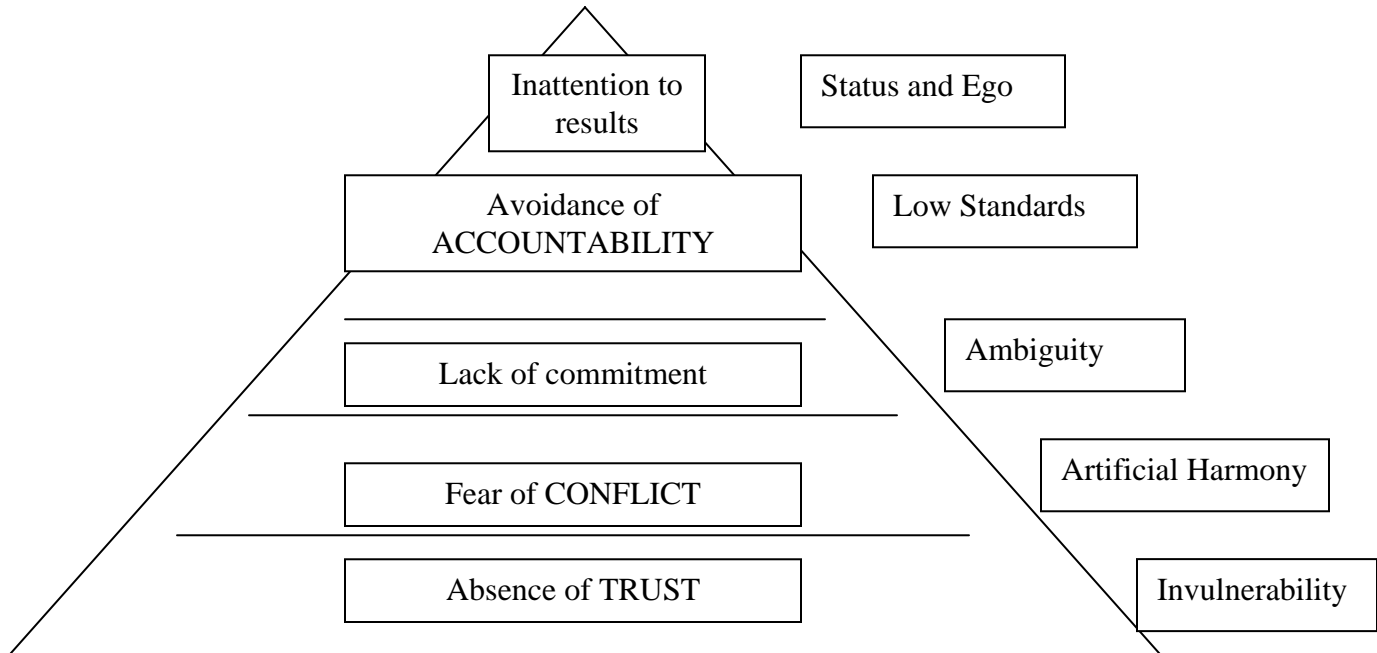 Inattention to
results
Status and Ego
Avoidance of
ACCOUNTABILITY
Low Standards
Ambiguity
Lack of commitment
Artificial Harmony
Fear of CONFLICT
Absence of TRUST
Invulnerability